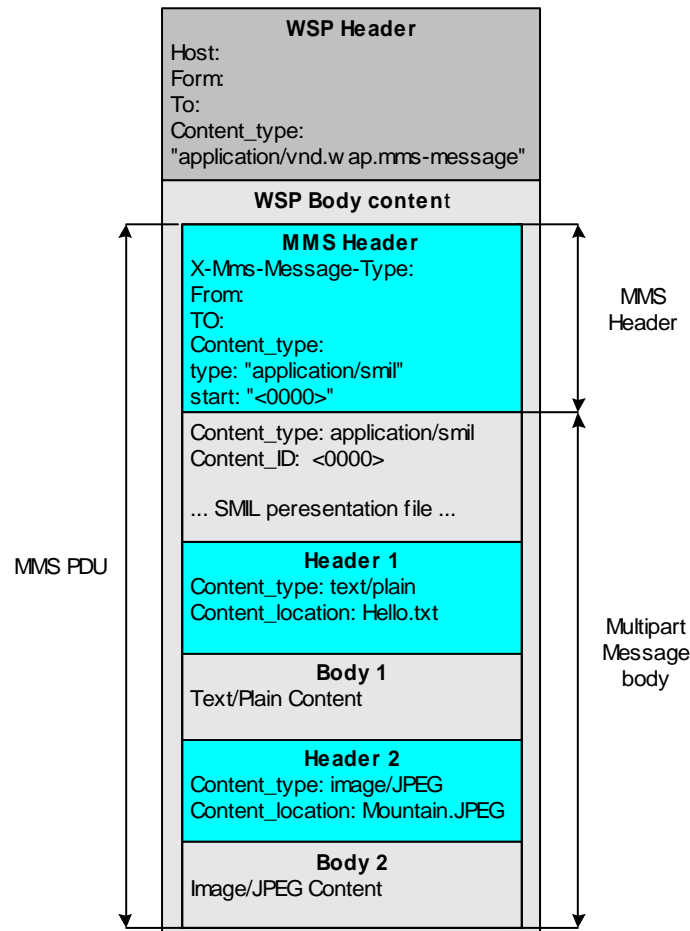 WSP Header
Host:
Form:
To:
Content_type:
"application/vnd.wap.mms-message"
WSP Body content
MMS Header
X-Mms-Message-Type:
From:
TO:
Content_type:
type: "application/smil"
start: "<0000>"
MMS
Header
Content_type: application/smil
Content_ID: <0000>
... SMIL peresentation file ...
MMS PDU
Header 1
Content_type: text/plain
Content_location: Hello.txt
Multipart
Message
body
Body 1
Text/Plain Content
Header 2
Content_type: image/JPEG
Content_location: Mountain.JPEG
Body 2
Image/JPEG Content